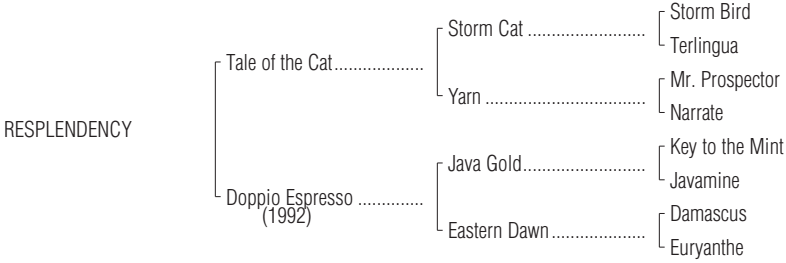 Storm Bird
Storm Cat ........................
Terlingua
Tale of the Cat...................
Mr. Prospector
Yarn .................................
Narrate
RESPLENDENCY
Key to the Mint
Java Gold.........................
Javamine
Doppio Espresso ..............
(1992)
Damascus
Eastern Dawn...................
Euryanthe